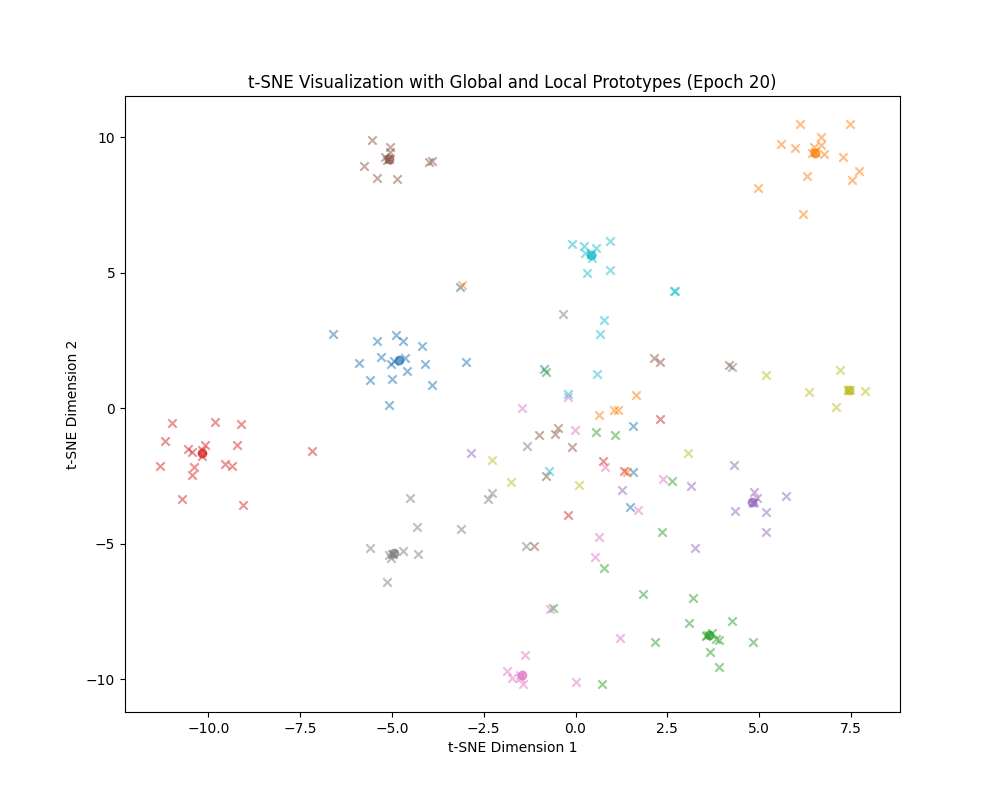 t-SNE Visualization with Global and Local Prototypes (Epoch 20)
10
5
0
−5
−10
t-SNE Dimension 2
−10.0 −7.5 −5.0 −2.5 0.0 2.5 5.0 7.5
t-SNE Dimension 1